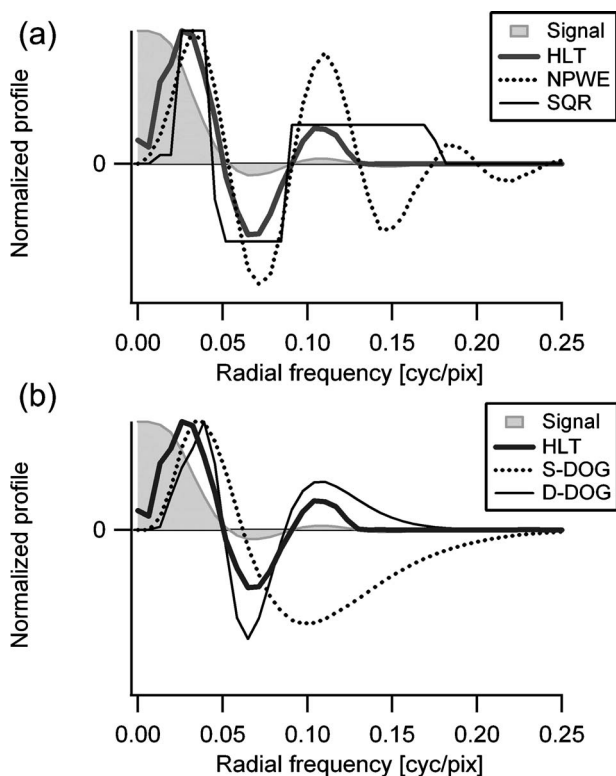 (a)
Signal
HLT
NPWE
SQR
Normalized profile
0
0.00 0.05 0.10 0.15 0.20 0.25
Radial frequency [cyc/pix]
(b)
Signal
HLT
S-DOG
D-DOG
Normalized profile
0
0.00 0.05 0.10 0.15 0.20 0.25
Radial frequency [cyc/pix]